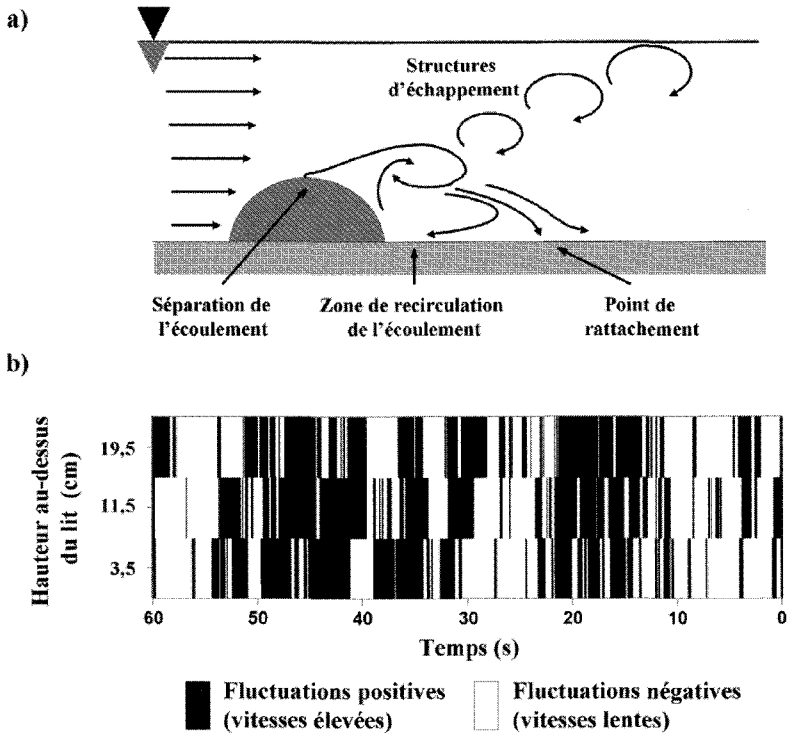 a)
Structures
d'échappement
Séparation de
l'écoulement
Zone de recirculation
de l'écoulement
Point de
rattachement
b)
Hauteur au-dessus
du lit (cm)
19,5
11,5
3,5
60
50
40
30
20
10
0
Temps (s)
Fluctuations positives
(vitesses élevées)
Fluctuations négatives
(vitesses lentes)